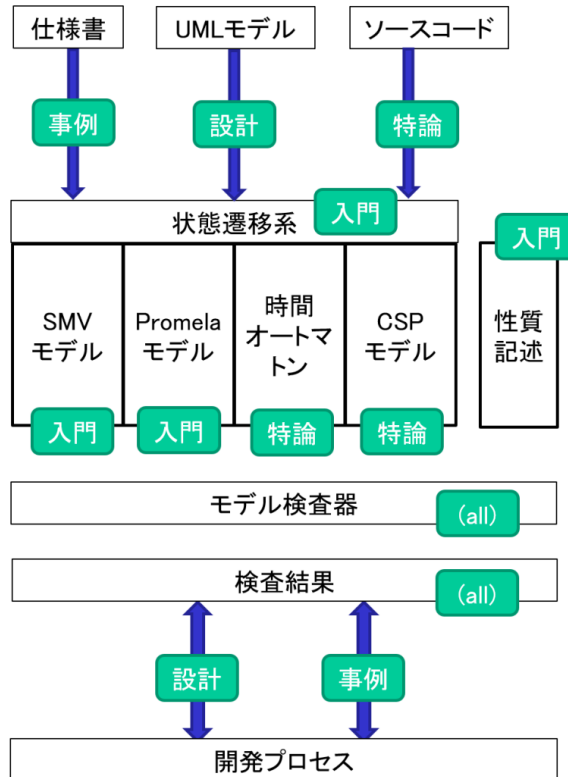 仕様書
UMLモデル
ソースコード
事例
設計
特論
状態遷移系
入門
入門
SMV
モデル
Promela
モデル
時間
オートマ
トン
CSP
モデル
性質
記述
入門
入門
特論
特論
モデル検査器
(all)
検査結果
(all)
設計
事例
開発プロセス